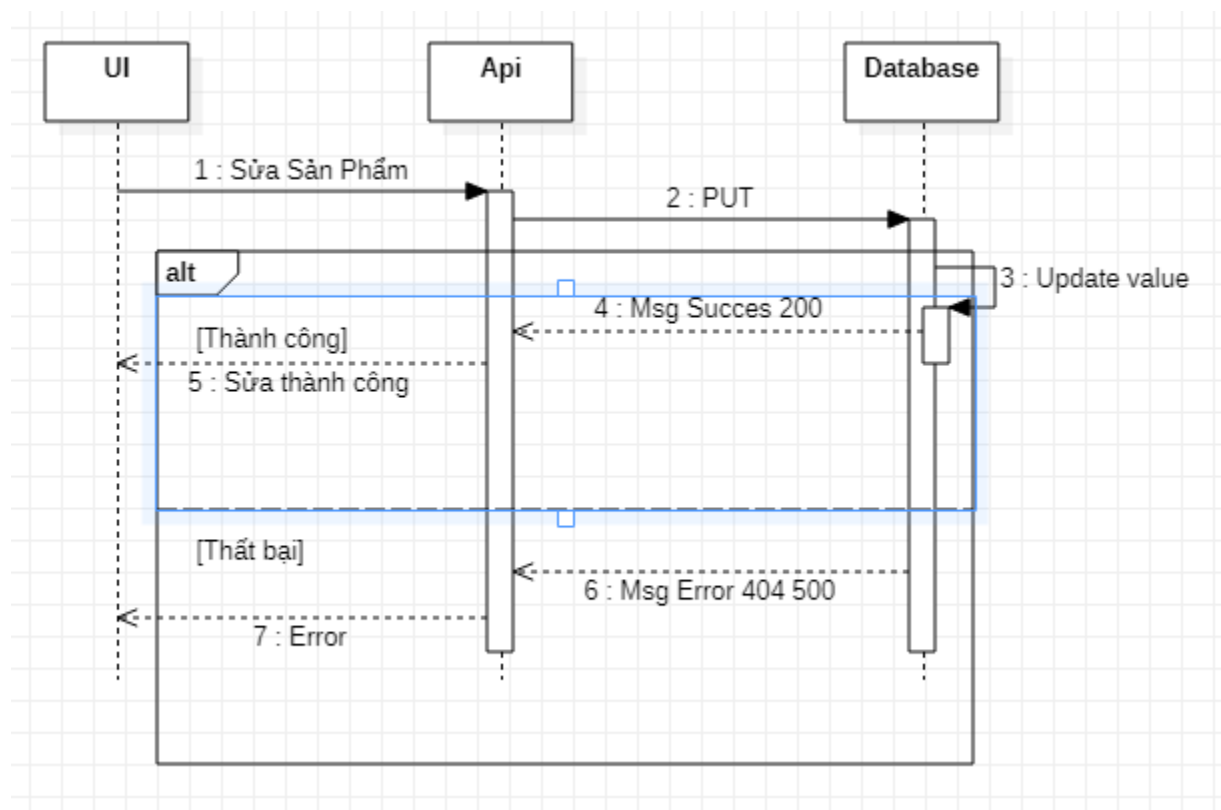 UI
Api
Database
1 : Sửa Sản Phẩm
2 : PUT
alt
3 : Update value
4 : Msg Succes 200
[Thành công]
5 : Sửa thành công
[Thất bại]
6 : Msg Error 404 500
7 : Error